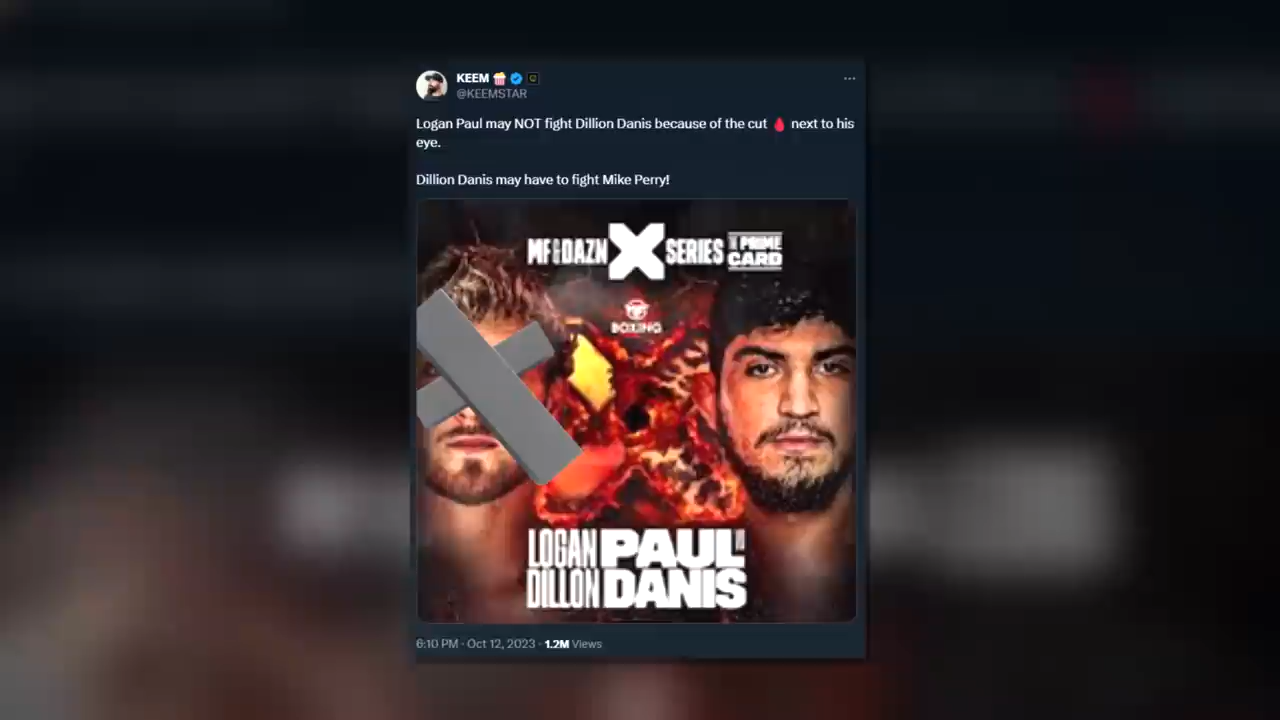 KEEM 🍿
@KEEMSTAR
Logan Paul may NOT fight Dillion Danis because of the cut 🩸 next to his
eye.
Dillion Danis may have to fight Mike Perry!
MF&DAZN X SERIES X PRIME
CARD
BOXING
LOGAN PAUL
DILLON DANIS
6:10 PM · Oct 12, 2023 · 1.2M Views